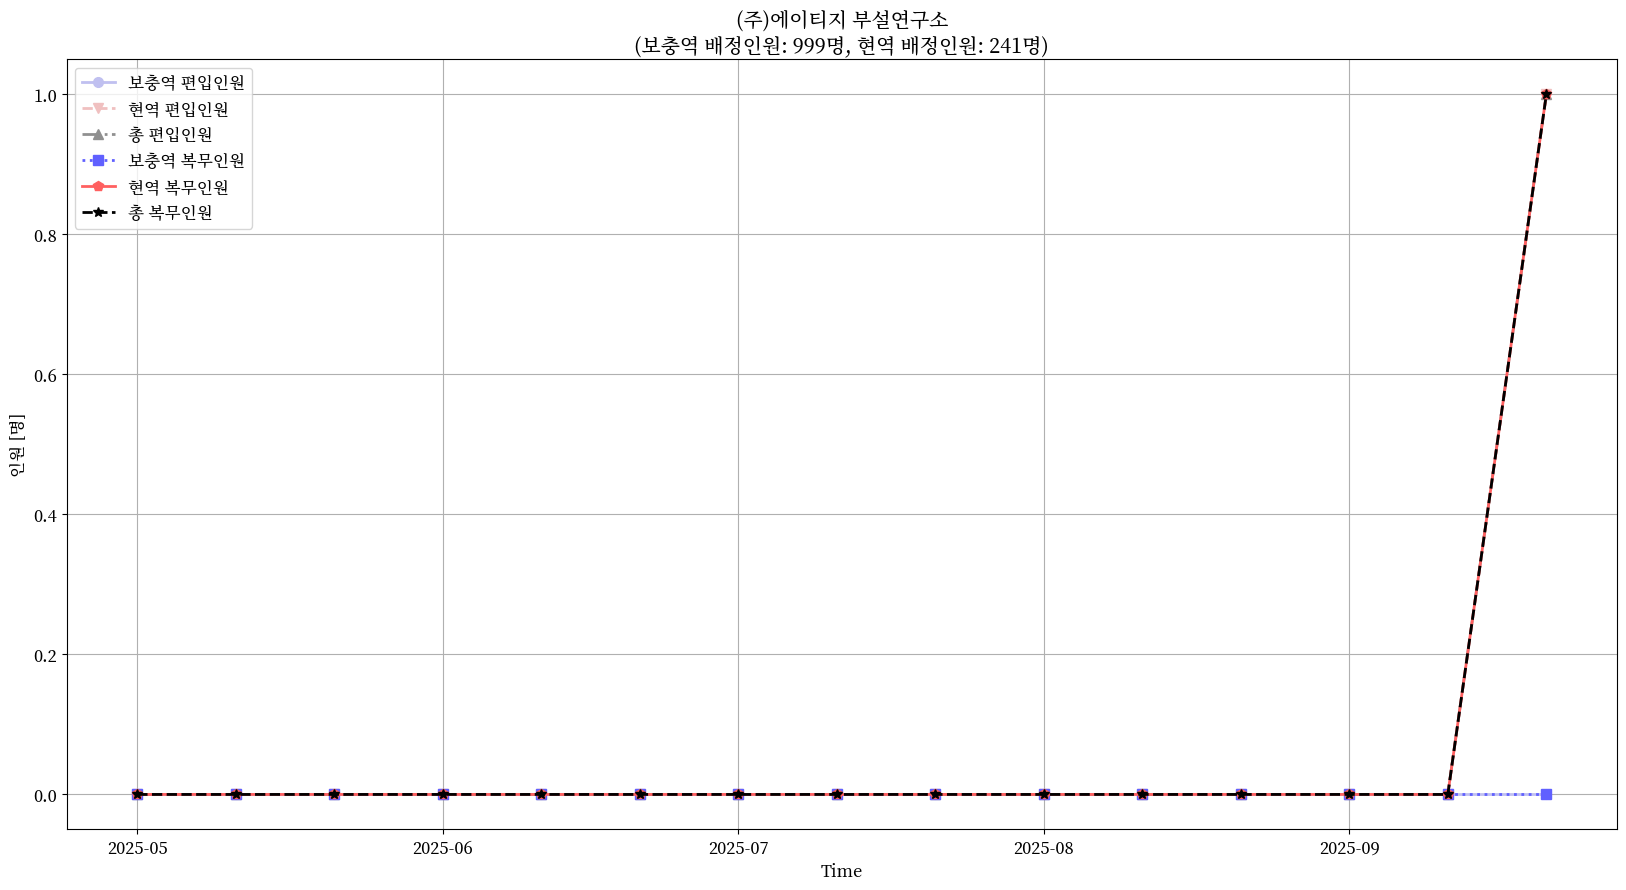 (주)에이티지 부설연구소
(보충역 배정인원: 999명, 현역 배정인원: 241명)
보충역 편입인원
현역 편입인원
총 편입인원
보충역 복무인원
현역 복무인원
총 복무인원
1.0
0.8
0.6
0.4
0.2
0.0
인원 [명]
2025-05
2025-06
2025-07
2025-08
2025-09
Time